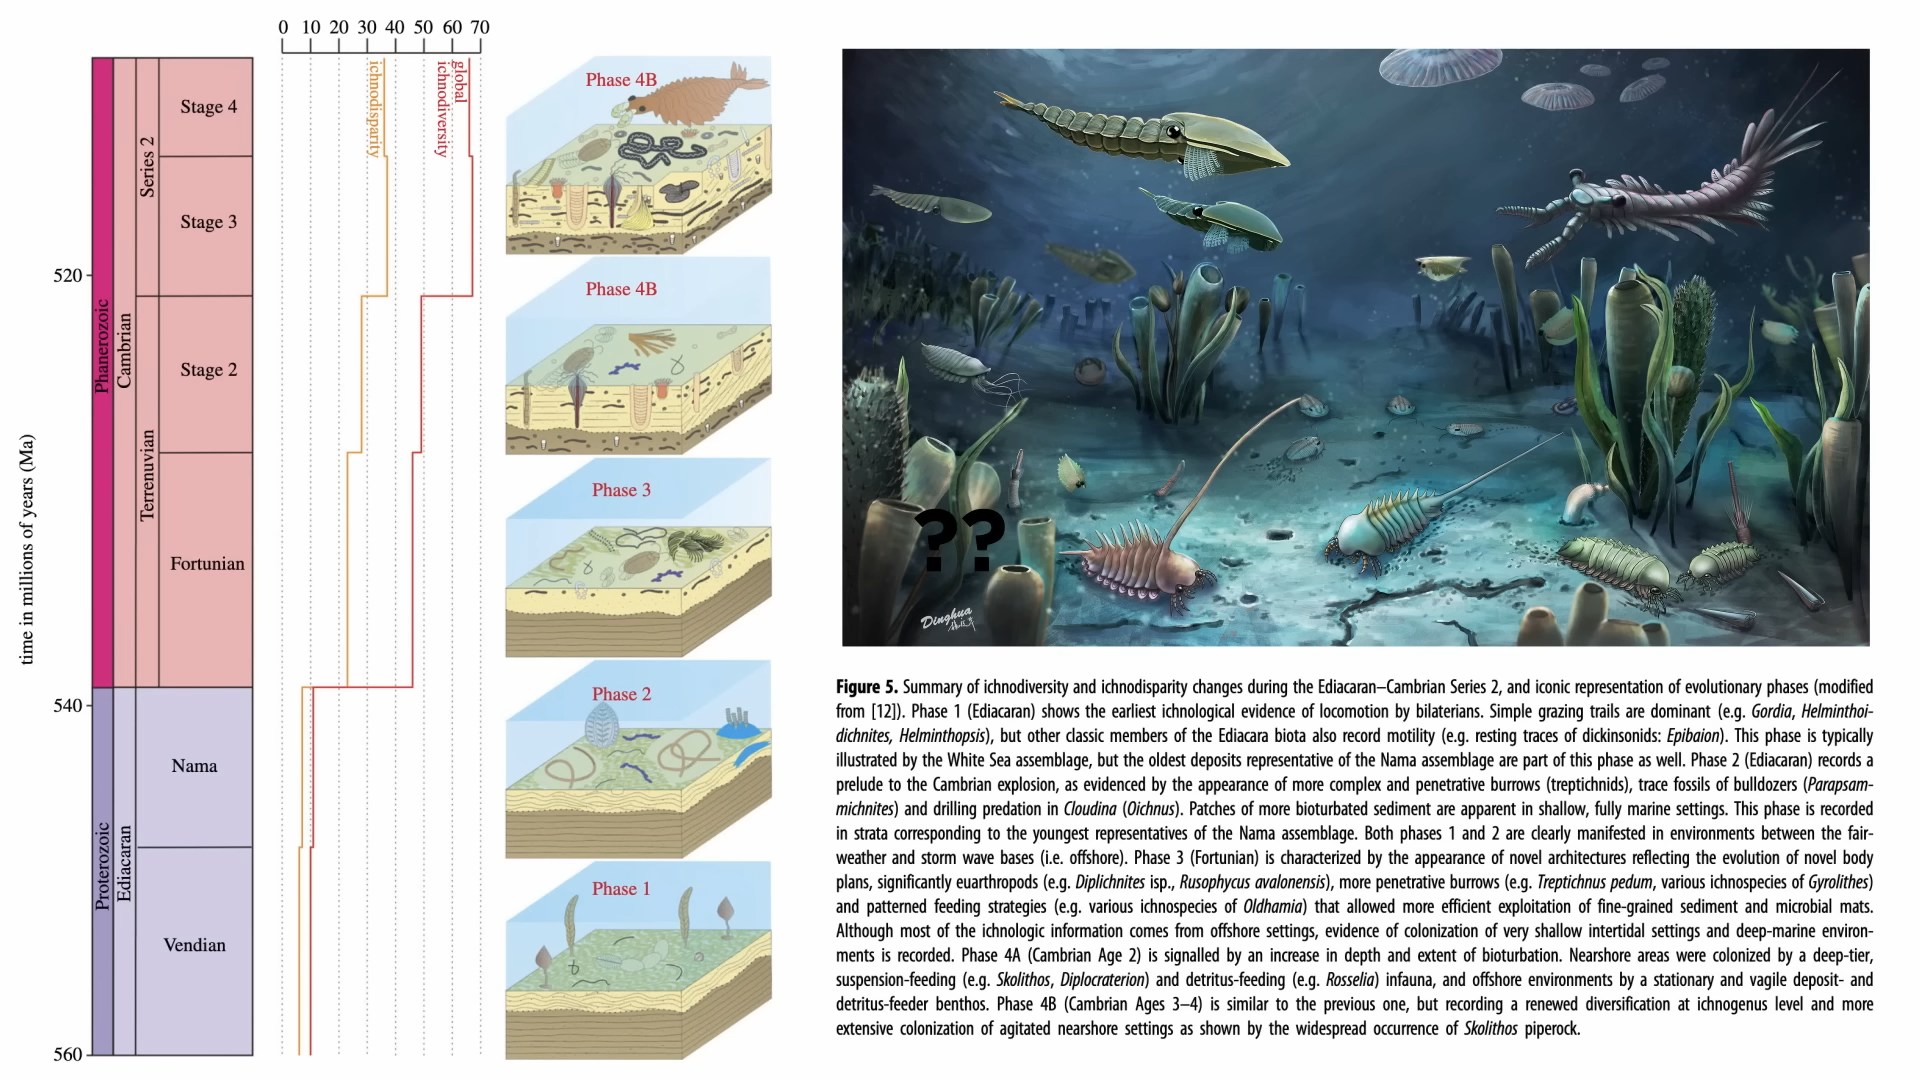 0 10 20 30 40 50 60 70
ichnodisparity
global
ichnodiversity
time in millions of years (Ma)
520
540
560
Phanerozoic
Proterozoic
Cambrian
Ediacaran
Series 2
Terrenuvian
Stage 4
Stage 3
Stage 2
Fortunian
Nama
Vendian
Phase 4B
Phase 4B
Phase 3
Phase 2
Phase 1
??
Dinghua
Figure 5. Summary of ichnodiversity and ichnodisparity changes during the Ediacaran–Cambrian Series 2, and iconic representation of evolutionary phases (modified
from [12]). Phase 1 (Ediacaran) shows the earliest ichnological evidence of locomotion by bilaterians. Simple grazing trails are dominant (e.g. Gordia, Helminthoi-
dichnites, Helminthopsis), but other classic members of the Ediacara biota also record motility (e.g. resting traces of dickinsonids: Epibaion). This phase is typically
illustrated by the White Sea assemblage, but the oldest deposits representative of the Nama assemblage are part of this phase as well. Phase 2 (Ediacaran) records a
prelude to the Cambrian explosion, as evidenced by the appearance of more complex and penetrative burrows (treptichnids), trace fossils of bulldozers (Parapsam-
michnites) and drilling predation in Cloudina (Oichnus). Patches of more bioturbated sediment are apparent in shallow, fully marine settings. This phase is recorded
in strata corresponding to the youngest representatives of the Nama assemblage. Both phases 1 and 2 are clearly manifested in environments between the fair-
weather and storm wave bases (i.e. offshore). Phase 3 (Fortunian) is characterized by the appearance of novel architectures reflecting the evolution of novel body
plans, significantly euarthropods (e.g. Diplichnites isp., Rusophycus avalonensis), more penetrative burrows (e.g. Treptichnus pedum, various ichnospecies of Gyrolithes)
and patterned feeding strategies (e.g. various ichnospecies of Oldhamia) that allowed more efficient exploitation of fine-grained sediment and microbial mats.
Although most of the ichnologic information comes from offshore settings, evidence of colonization of very shallow intertidal settings and deep-marine environ-
ments is recorded. Phase 4A (Cambrian Age 2) is signalled by an increase in depth and extent of bioturbation. Nearshore areas were colonized by a deep-tier,
suspension-feeding (e.g. Skolithos, Diplocraterion) and detritus-feeding (e.g. Rosselia) infauna, and offshore environments by a stationary and vagile deposit- and
detritus-feeder benthos. Phase 4B (Cambrian Ages 3–4) is similar to the previous one, but recording a renewed diversification at ichnogenus level and more
extensive colonization of agitated nearshore settings as shown by the widespread occurrence of Skolithos piperock.